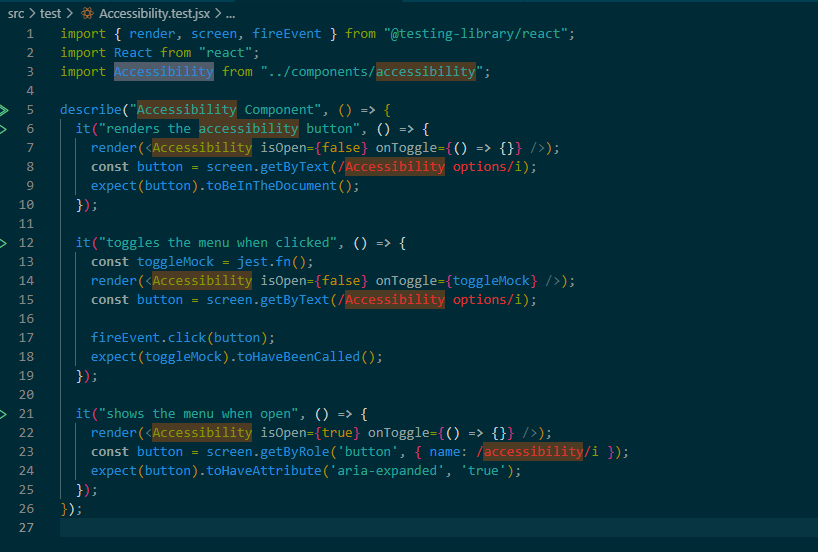 src > test > Accessibility.test.jsx > ...
1 import { render, screen, fireEvent } from "@testing-library/react";
2 import React from "react";
3 import Accessibility from "../components/accessibility";
4
5 describe("Accessibility Component", () => {
6   it("renders the accessibility button", () => {
7     render(<Accessibility isOpen={false} onToggle={() => {}} />);
8     const button = screen.getByText(/Accessibility options/i);
9     expect(button).toBeInTheDocument();
10   });
11
12   it("toggles the menu when clicked", () => {
13     const toggleMock = jest.fn();
14     render(<Accessibility isOpen={false} onToggle={toggleMock} />);
15     const button = screen.getByText(/Accessibility options/i);
16
17     fireEvent.click(button);
18     expect(toggleMock).toHaveBeenCalled();
19   });
20
21   it("shows the menu when open", () => {
22     render(<Accessibility isOpen={true} onToggle={() => {}} />);
23     const button = screen.getByRole('button', { name: /accessibility/i });
24     expect(button).toHaveAttribute('aria-expanded', 'true');
25   });
26 });
27